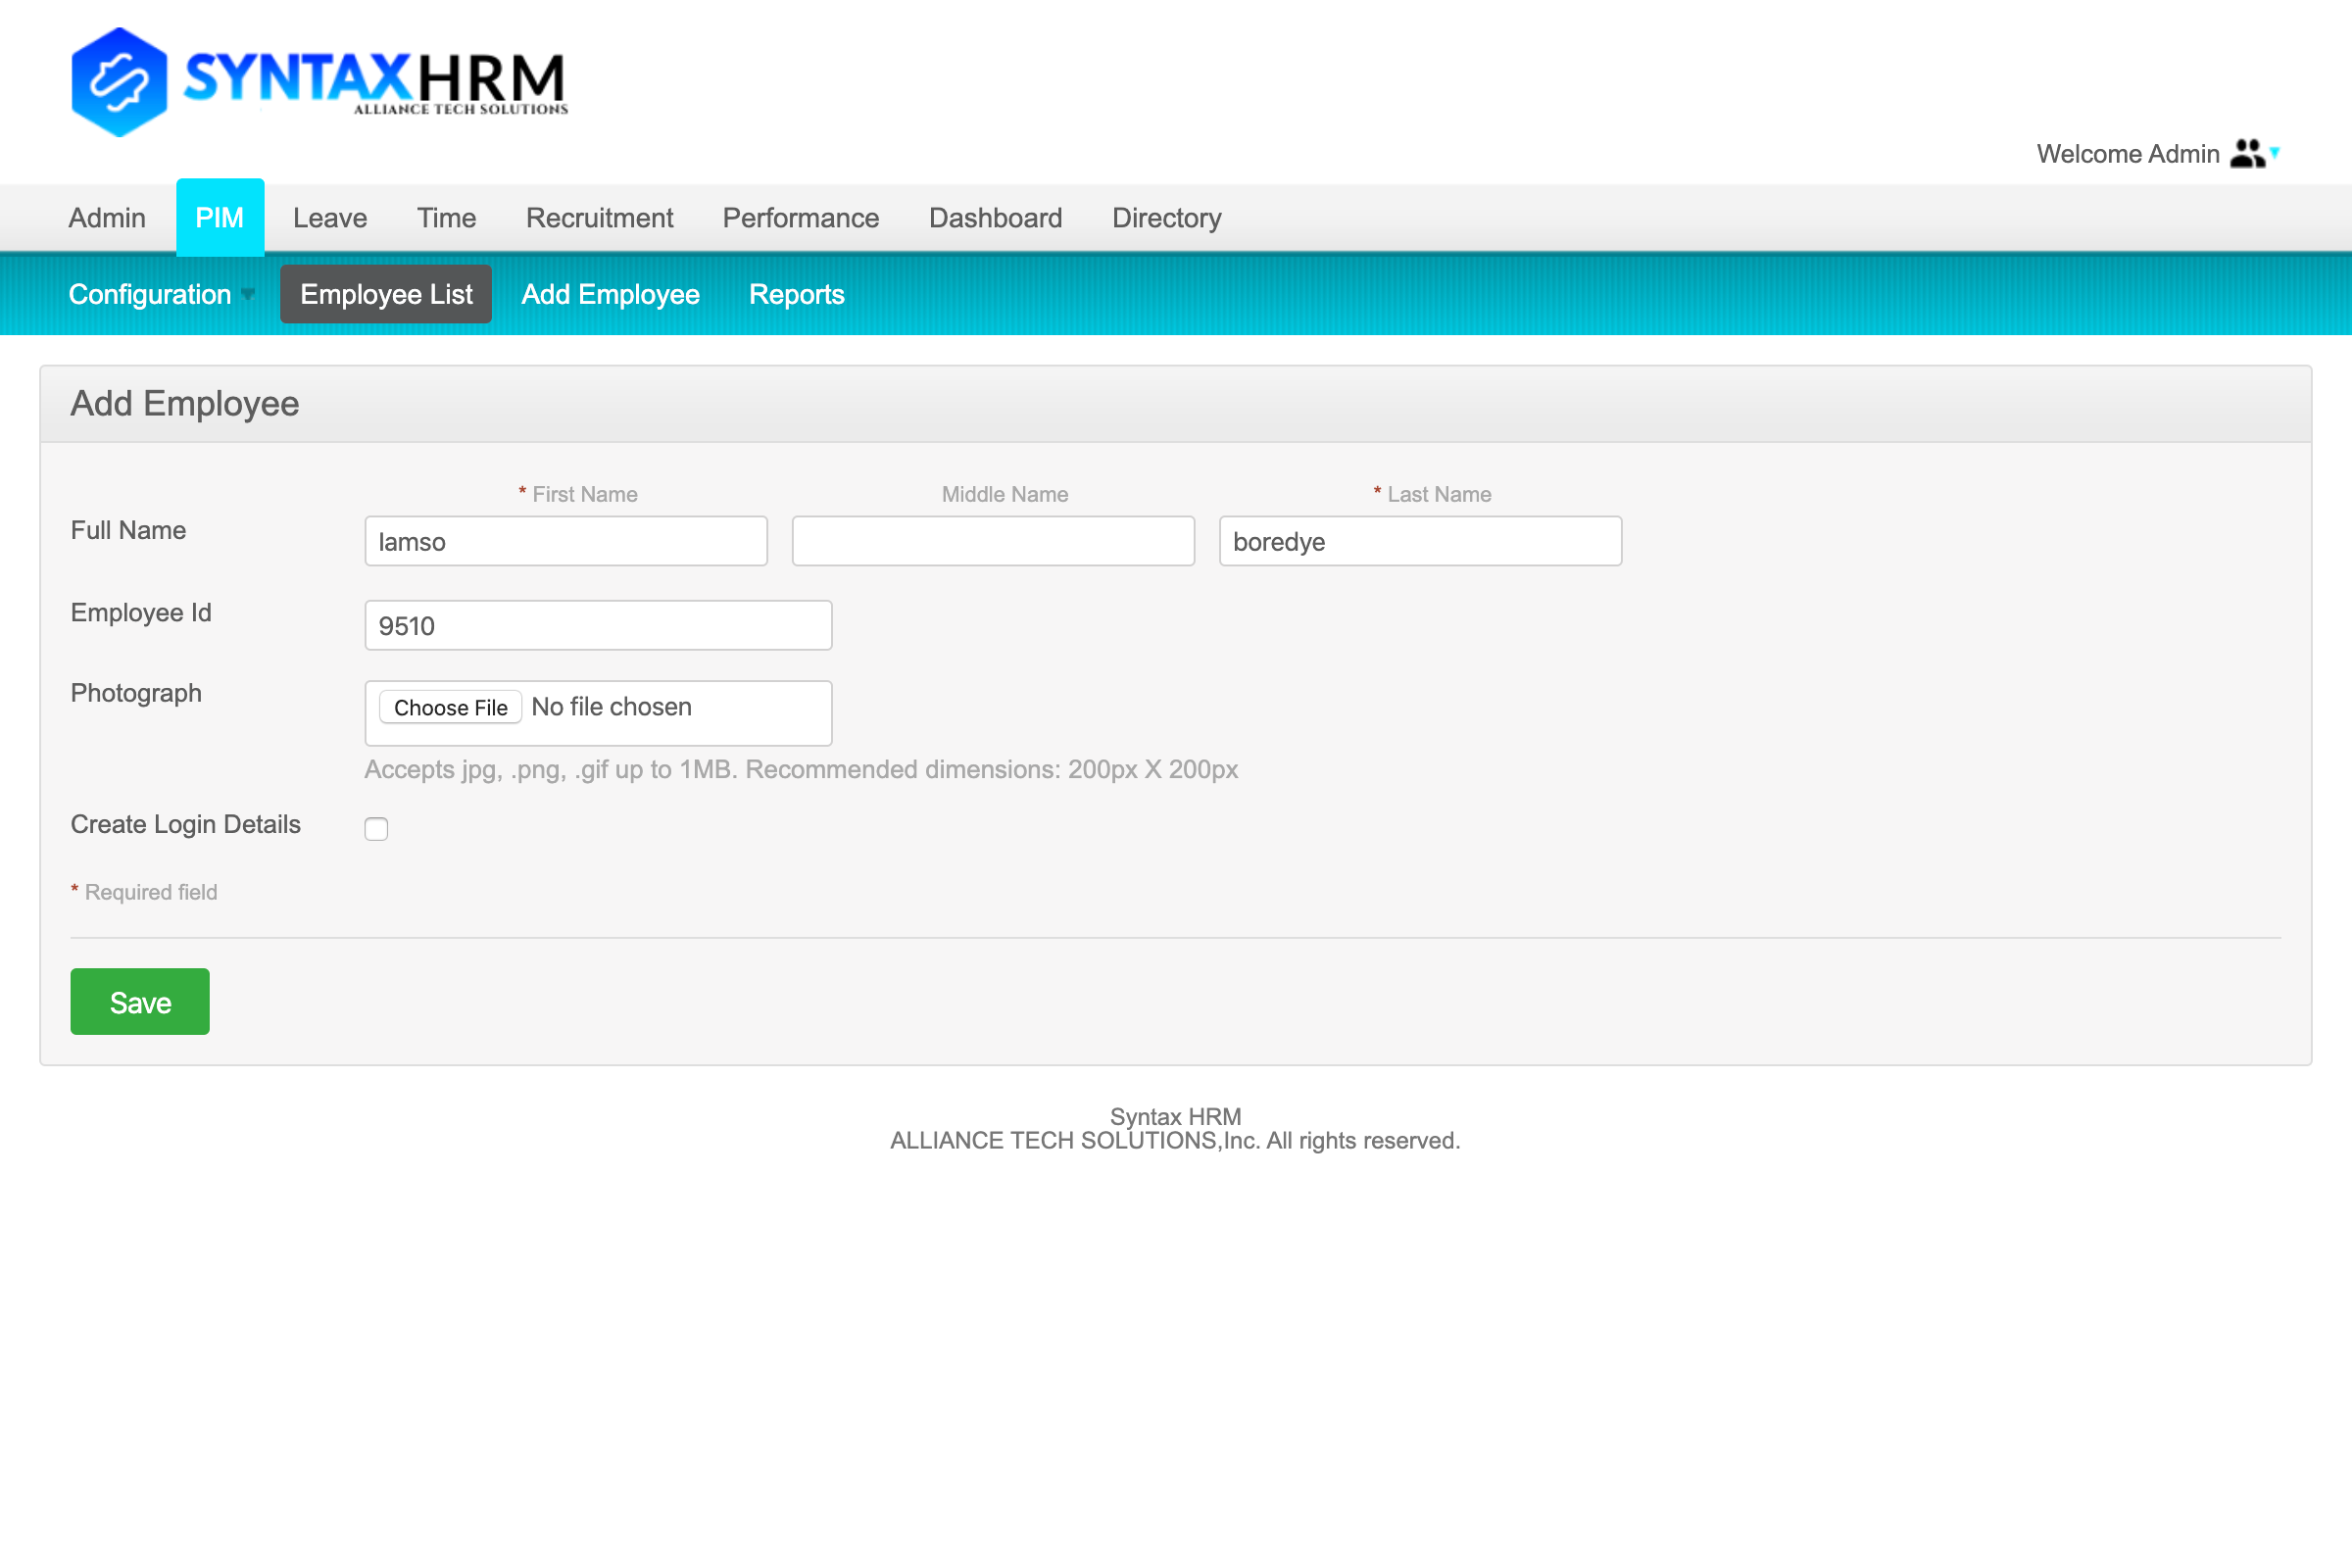 SYNTAXHRM
ALLIANCE TECH SOLUTIONS
Welcome Admin
Admin PIM Leave Time Recruitment Performance Dashboard Directory
Configuration Employee List Add Employee Reports
Add Employee
* First Name Middle Name * Last Name
Full Name Iamso boredye
Employee Id 9510
Photograph Choose File No file chosen
Accepts jpg, .png, .gif up to 1MB. Recommended dimensions: 200px X 200px
Create Login Details
* Required field
Save
Syntax HRM
ALLIANCE TECH SOLUTIONS,Inc. All rights reserved.